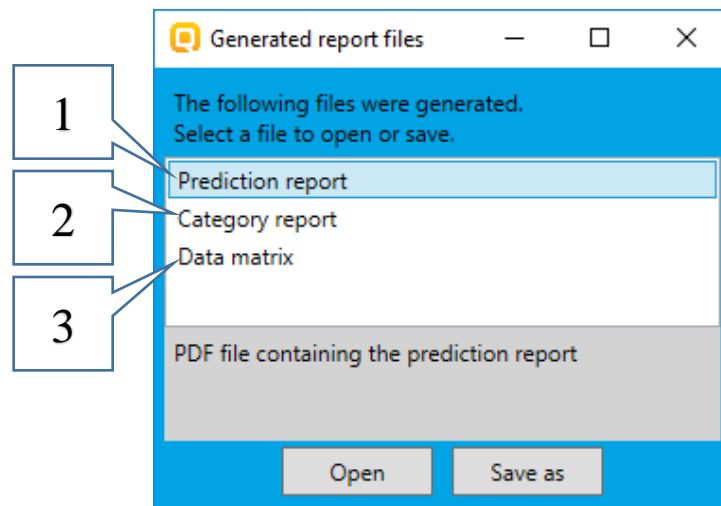 Generated report files
The following files were generated.
Select a file to open or save.
1
Prediction report
2
Category report
Data matrix
3
PDF file containing the prediction report
Open
Save as